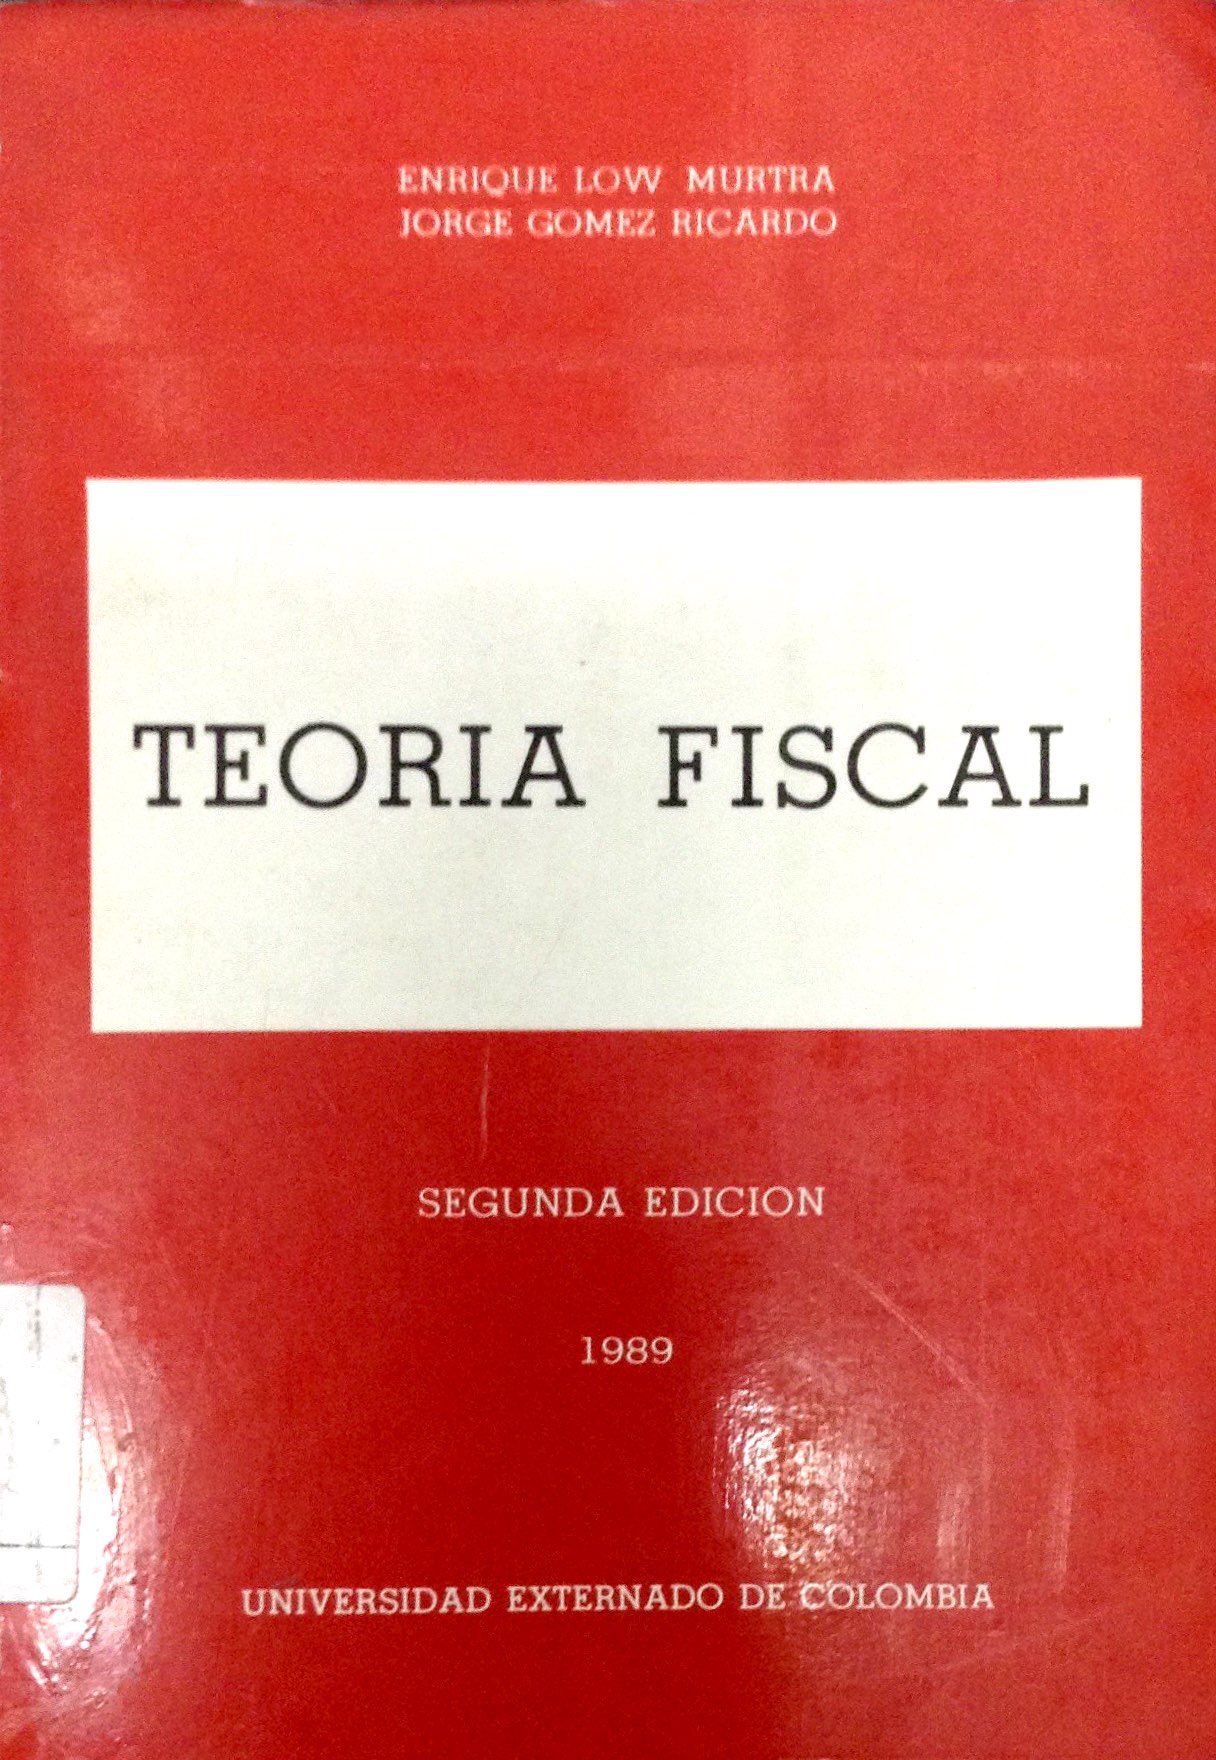 ENRIQUE LOW MURTRA
JORGE GOMEZ RICARDO
TEORIA FISCAL
SEGUNDA EDICION
1989
UNIVERSIDAD EXTERNADO DE COLOMBIA